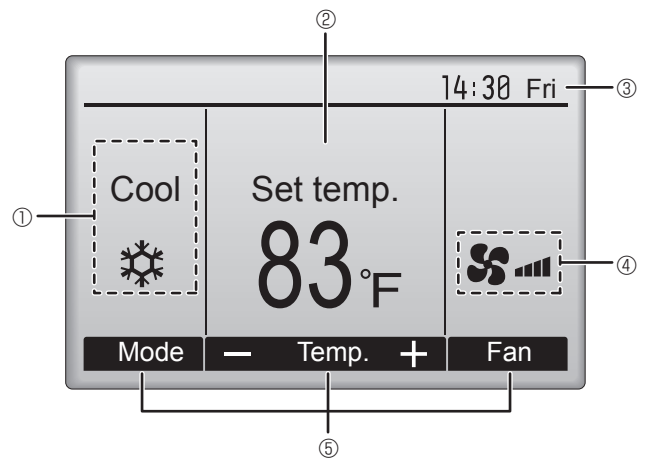 ②
14:30 Fri
③
Cool
Set temp.
①
83°F
④
Mode
— Temp. +
Fan
⑤